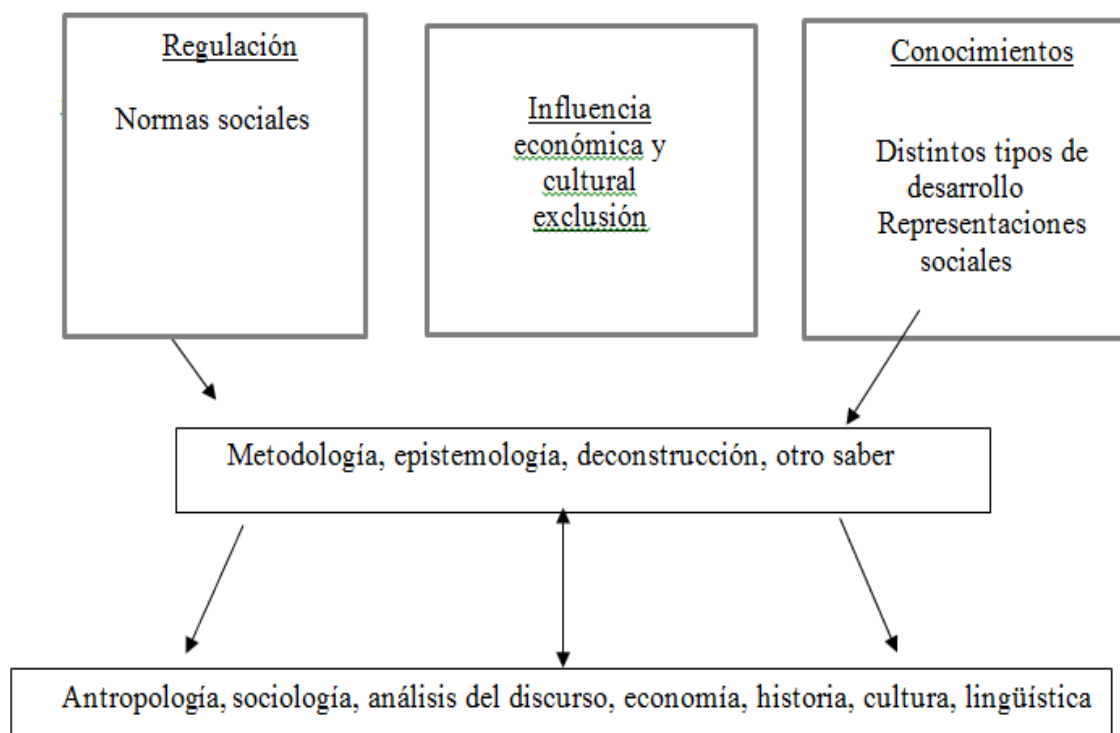 Regulación
Normas sociales
Influencia
económica y
cultural
exclusión
Conocimientos
Distintos tipos de
desarrollo
Representaciones
sociales
Metodología, epistemología, deconstrucción, otro saber
Antropología, sociología, análisis del discurso, economía, historia, cultura, lingüística